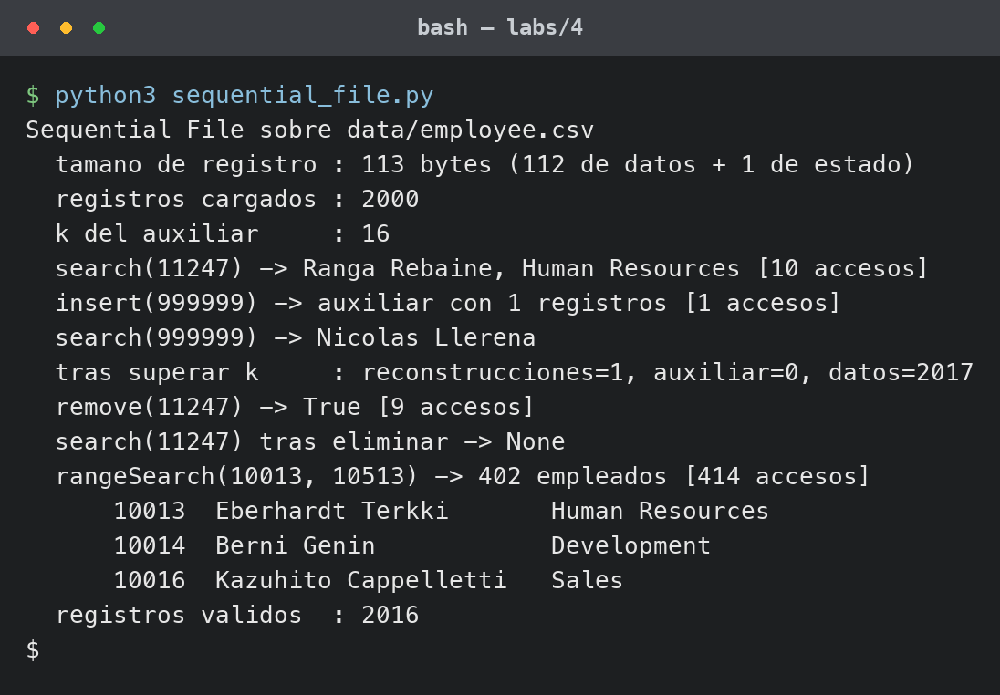 bash — labs/4
$ python3 sequential_file.py
Sequential File sobre data/employee.csv
  tamano de registro : 113 bytes (112 de datos + 1 de estado)
  registros cargados : 2000
  k del auxiliar     : 16
  search(11247) -> Ranga Rebaine, Human Resources [10 accesos]
  insert(999999) -> auxiliar con 1 registros [1 accesos]
  search(999999) -> Nicolas Llerena
  tras superar k     : reconstrucciones=1, auxiliar=0, datos=2017
  remove(11247) -> True [9 accesos]
  search(11247) tras eliminar -> None
  rangeSearch(10013, 10513) -> 402 empleados [414 accesos]
      10013  Eberhardt Terkki       Human Resources
      10014  Berni Genin            Development
      10016  Kazuhito Cappelletti   Sales
  registros validos  : 2016
$